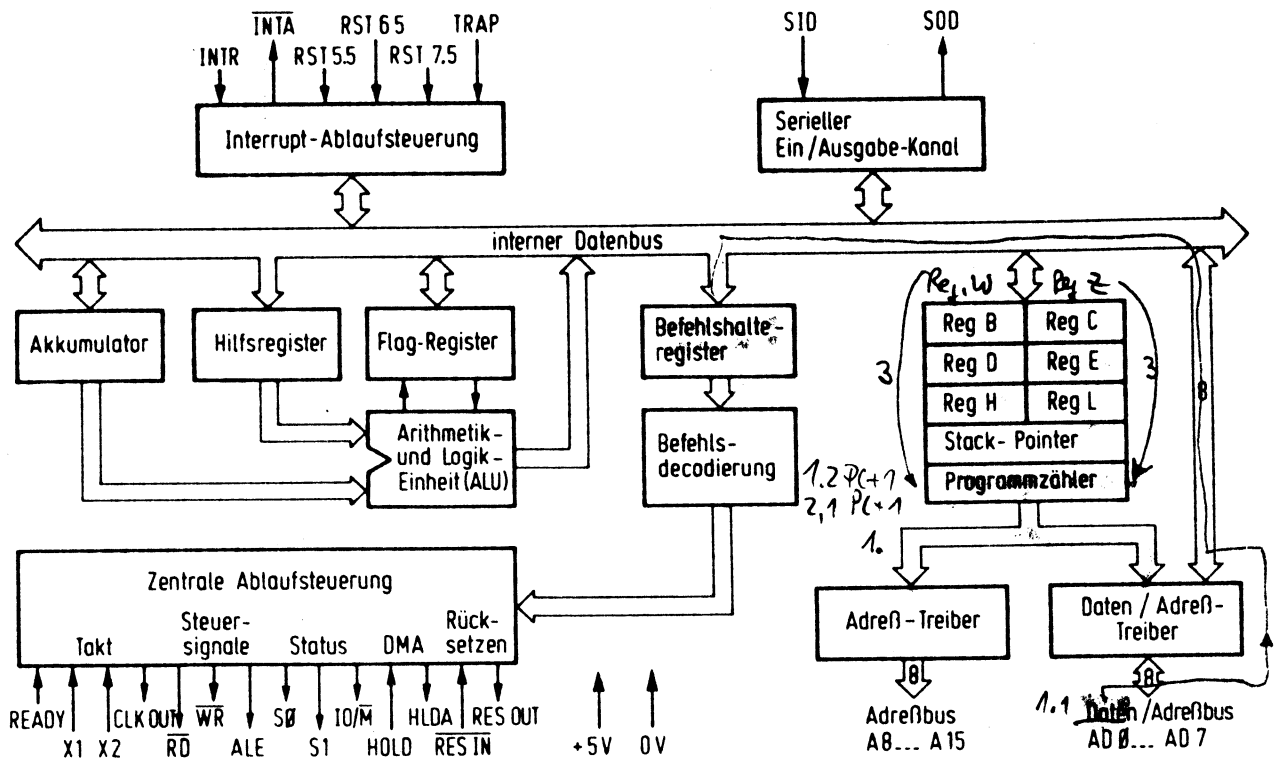 INTA RST 6 5 TRAP SID SOD
INTR RST 5.5 RST 7.5
Interrupt-Ablaufsteuerung
Serieller
Ein/Ausgabe-Kanal
interner Datenbus
Reg. W Reg Z
Akkumulator
Hilfsregister
Flag-Register
Befehlshalte-
register
Reg B Reg C
Reg D Reg E
Reg H Reg L
Stack-Pointer
Programmzähler
3
3
8
Arithmetik-
und Logik-
Einheit (ALU)
Befehls-
decodierung
1.2 PC+1
2,1 PC+1
1.
Zentrale Ablaufsteuerung
Takt
Steuer-
signale
Status
DMA
Rück-
setzen
Adreß-Treiber
Daten / Adreß-
Treiber
8
8
READY X1 X2 CLK OUT RD WR ALE SØ S1 IO/M HOLD HLDA RES IN RES OUT
+5V 0V
Adreßbus
A8... A15
1.1
Daten/Adreßbus
AD Ø... AD 7